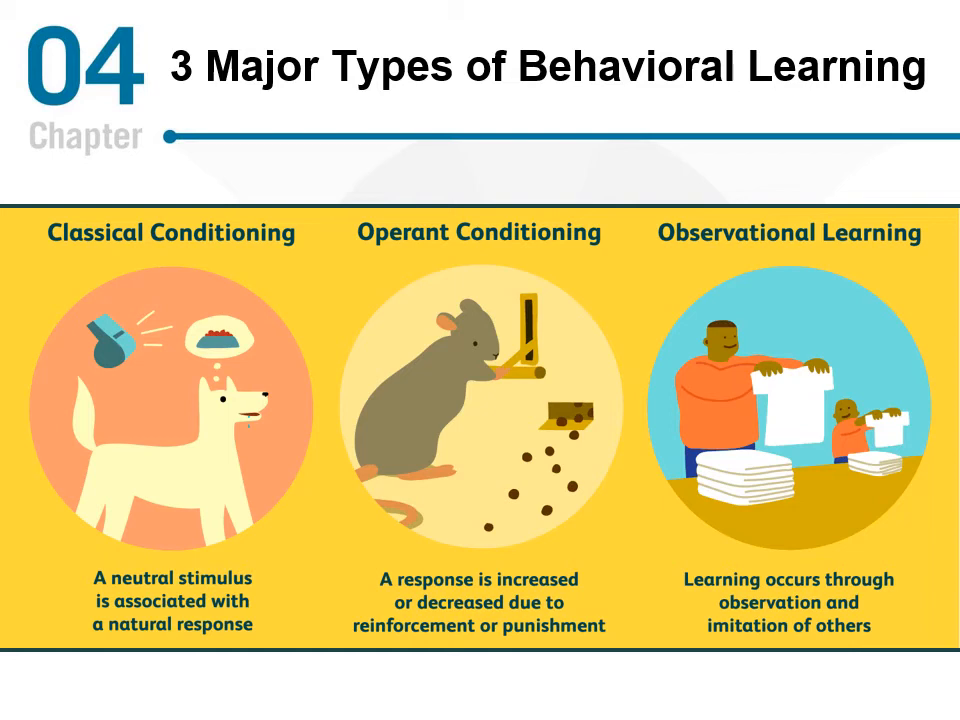 04
3 Major Types of Behavioral Learning
Chapter
Classical Conditioning
Operant Conditioning
Observational Learning
A neutral stimulus
is associated with
a natural response
A response is increased
or decreased due to
reinforcement or punishment
Learning occurs through
observation and
imitation of others